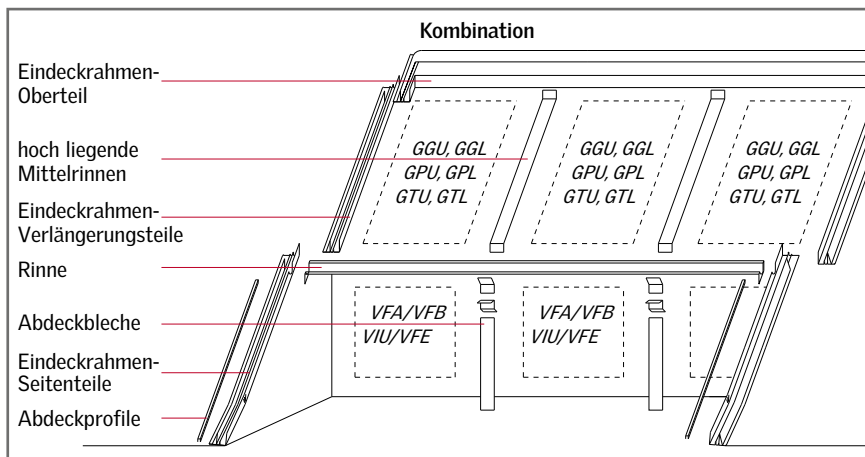 Kombination
Eindeckrahmen-
Oberteil
hoch liegende
Mittelrinnen
Eindeckrahmen-
Verlängerungsteile
Rinne
Abdeckbleche
Eindeckrahmen-
Seitenteile
Abdeckprofile
GGU, GGL
GPU, GPL
GTU, GTL
GGU, GGL
GPU, GPL
GTU, GTL
GGU, GGL
GPU, GPL
GTU, GTL
VFA/VFB
VIU/VFE
VFA/VFB
VIU/VFE